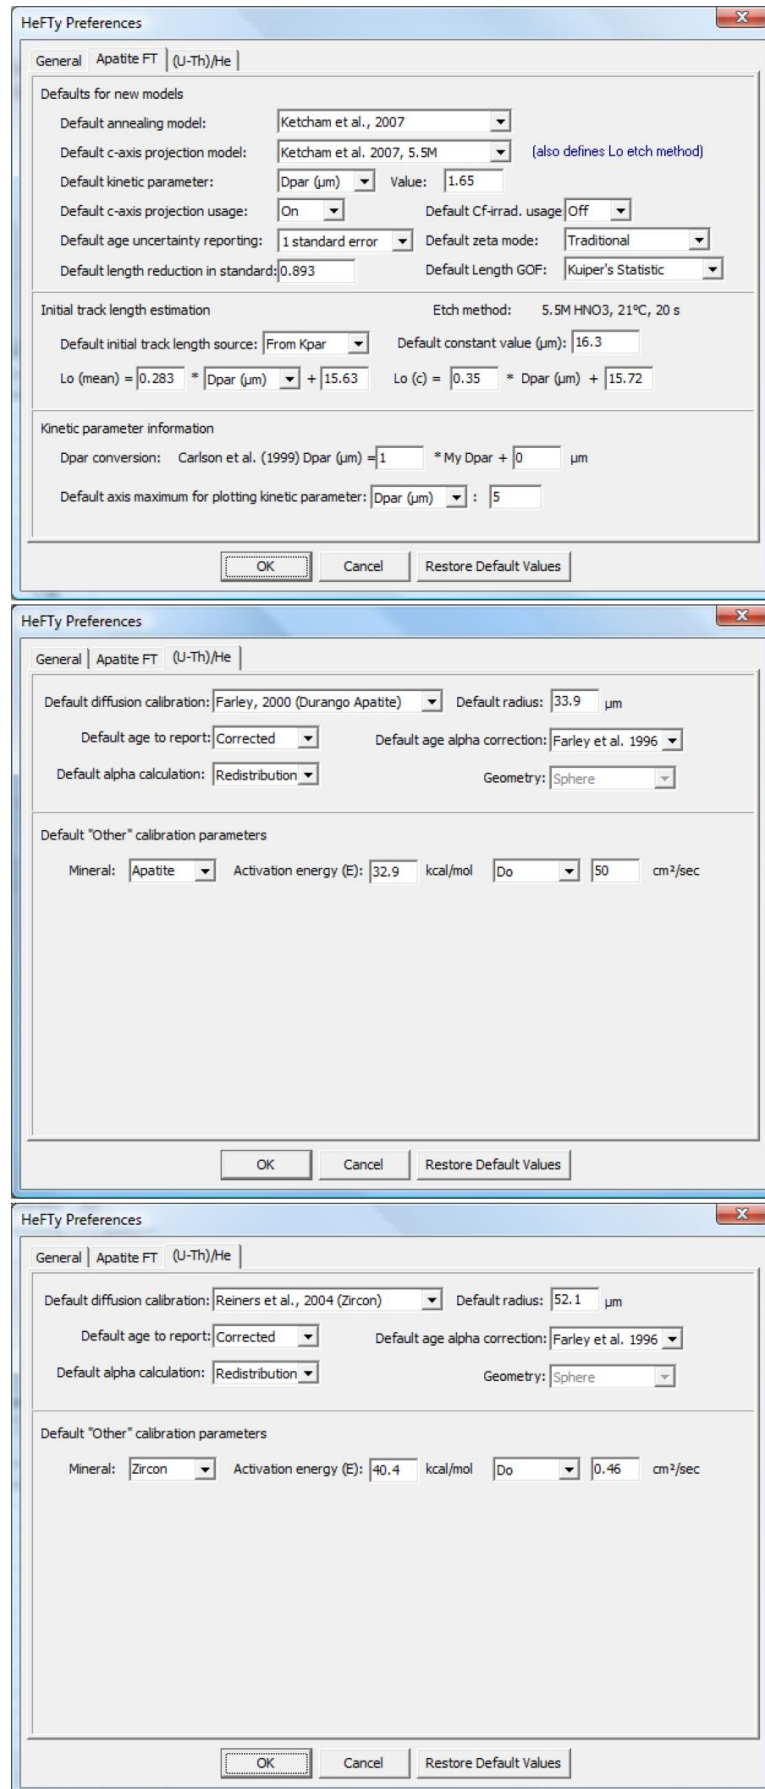 HeFTy Preferences
General Apatite FT (U-Th)/He
Defaults for new models
Default annealing model: Ketcham et al., 2007
Default c-axis projection model: Ketcham et al. 2007, 5.5M (also defines Lo etch method)
Default kinetic parameter: Dpar (µm) Value: 1.65
Default c-axis projection usage: On Default Cf-irrad. usage Off
Default age uncertainty reporting: 1 standard error Default zeta mode: Traditional
Default length reduction in standard: 0.893 Default Length GOF: Kuiper's Statistic
Initial track length estimation Etch method: 5.5M HNO3, 21ºC, 20 s
Default initial track length source: From Kpar Default constant value (µm): 16.3
Lo (mean) = 0.283 * Dpar (µm) + 15.63 Lo (c) = 0.35 * Dpar (µm) + 15.72
Kinetic parameter information
Dpar conversion: Carlson et al. (1999) Dpar (µm) = 1 * My Dpar + 0 µm
Default axis maximum for plotting kinetic parameter: Dpar (µm) : 5
OK Cancel Restore Default Values
HeFTy Preferences
General Apatite FT (U-Th)/He
Default diffusion calibration: Farley, 2000 (Durango Apatite) Default radius: 33.9 µm
Default age to report: Corrected Default age alpha correction: Farley et al. 1996
Default alpha calculation: Redistribution Geometry: Sphere
Default "Other" calibration parameters
Mineral: Apatite Activation energy (E): 32.9 kcal/mol Do 50 cm²/sec
OK Cancel Restore Default Values
HeFTy Preferences
General Apatite FT (U-Th)/He
Default diffusion calibration: Reiners et al., 2004 (Zircon) Default radius: 52.1 µm
Default age to report: Corrected Default age alpha correction: Farley et al. 1996
Default alpha calculation: Redistribution Geometry: Sphere
Default "Other" calibration parameters
Mineral: Zircon Activation energy (E): 40.4 kcal/mol Do 0.46 cm²/sec
OK Cancel Restore Default Values